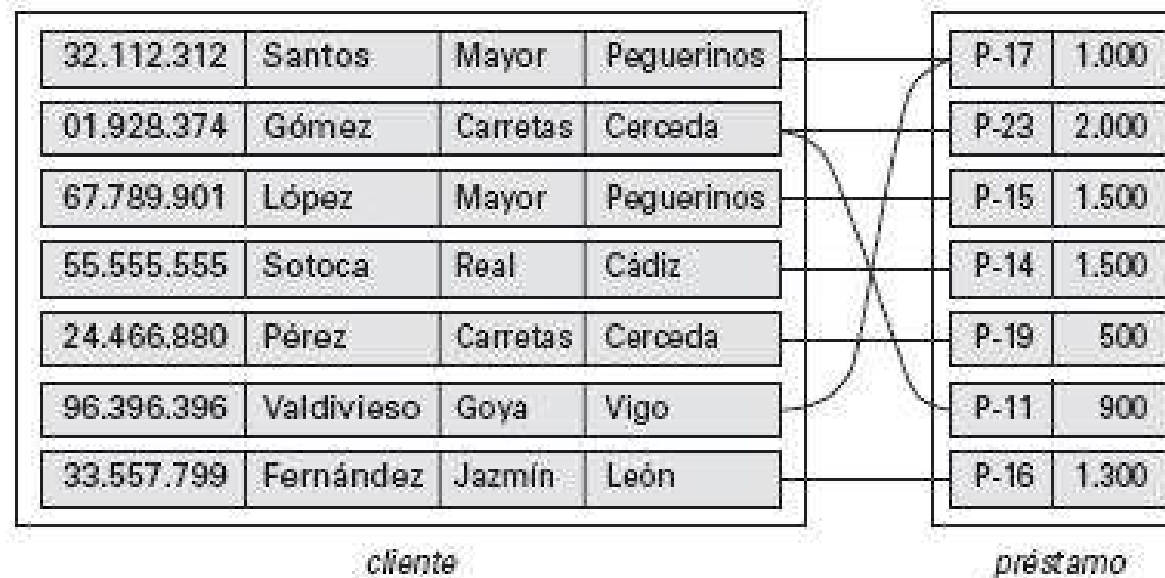 32.112.312 Santos Mayor Peguerinos P-17 1.000
01.928.374 Gómez Carretas Cerceda P-23 2.000
67.789.901 López Mayor Peguerinos P-15 1.500
55.555.555 Sotoca Real Cádiz P-14 1.500
24.466.880 Pérez Carretas Cerceda P-19 500
96.396.396 Valdivieso Goya Vigo P-11 900
33.557.799 Fernández Jazmín León P-16 1.300
cliente préstamo